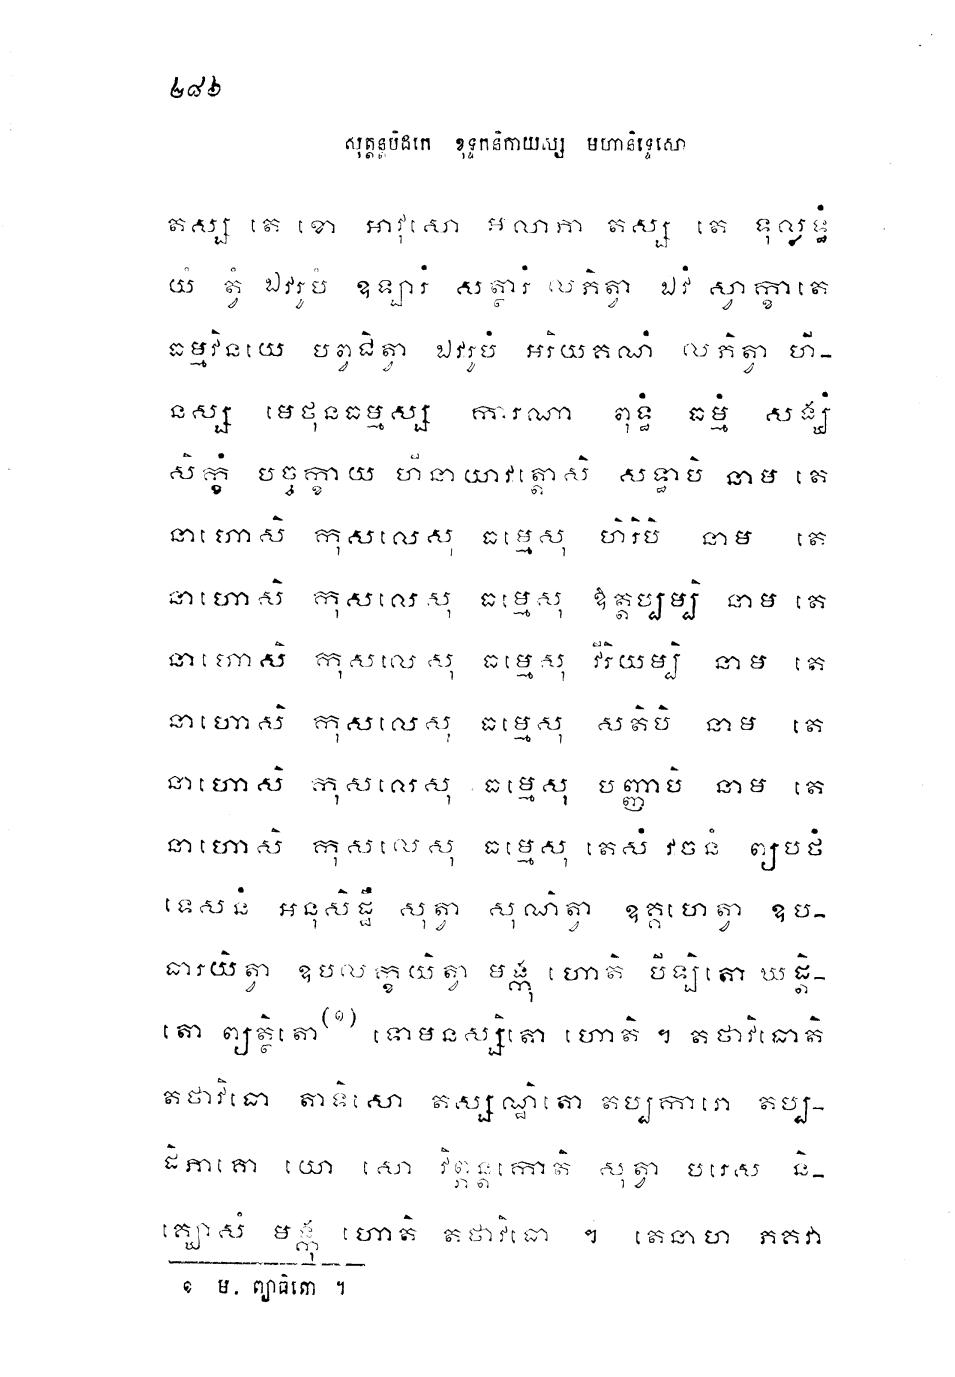 ២៨៦
សុត្តន្តបិដកេ ខុទ្ទកនិកាយស្ស មហានិទ្ទេសោ
តស្ស តេ ខោ អាវុសោ អលាភា តស្ស តេ ទុល្លទ្ធំ
យំ ត្វំ ឯវរូបំ ឧឡារំ សត្ថារំ លភិត្វា ឯវំ ស្វាក្ខាតេ
ធម្មវិនយេ បព្វជិត្វា ឯវរូបំ អរិយគណំ លភិត្វា ហី-
នស្ស មេថុនធម្មស្ស ការណា ពុទ្ធំ ធម្មំ សង្ឃំ
សិក្ខំ បច្ចក្ខាយ ហីនាយាវត្តោសិ សទ្ធាបិ នាម តេ
នាហោសិ កុសលេសុ ធម្មេសុ ហិរិបិ នាម តេ
នាហោសិ កុសលេសុ ធម្មេសុ ឱត្តប្បម្បិ នាម តេ
នាហោសិ កុសលេសុ ធម្មេសុ វីរិយម្បិ នាម តេ
នាហោសិ កុសលេសុ ធម្មេសុ សតិបិ នាម តេ
នាហោសិ កុសលេសុ ធម្មេសុ បញ្ញាបិ នាម តេ
នាហោសិ កុសលេសុ ធម្មេសុ តេសំ វចនំ ព្យបថំ
ទេសនំ អនុសិដ្ឋឹ សុត្វា សុណិត្វា ឧគ្គហេត្វា ឧប-
ធារយិត្វា ឧបលក្ខយិត្វា មង្កុ ហោតិ បីឡិតោ ឃដ្តិ-
តោ ព្យត្ថិតោ(១) ទោមនស្សិតោ ហោតិ ។ តថាវិធោតិ
តថាវិធោ តាទិសោ តស្សណ្ឋិតោ តប្បការោ តប្ប-
ដិភាគោ យោ សោ វិព្ភន្តកោតិ សុត្វា បរេស និ-
គ្ឃោសំ មង្កុ ហោតិ តថាវិធោ ។ តេនាហ ភគវា
១ ម. ព្យាធិតោ ។